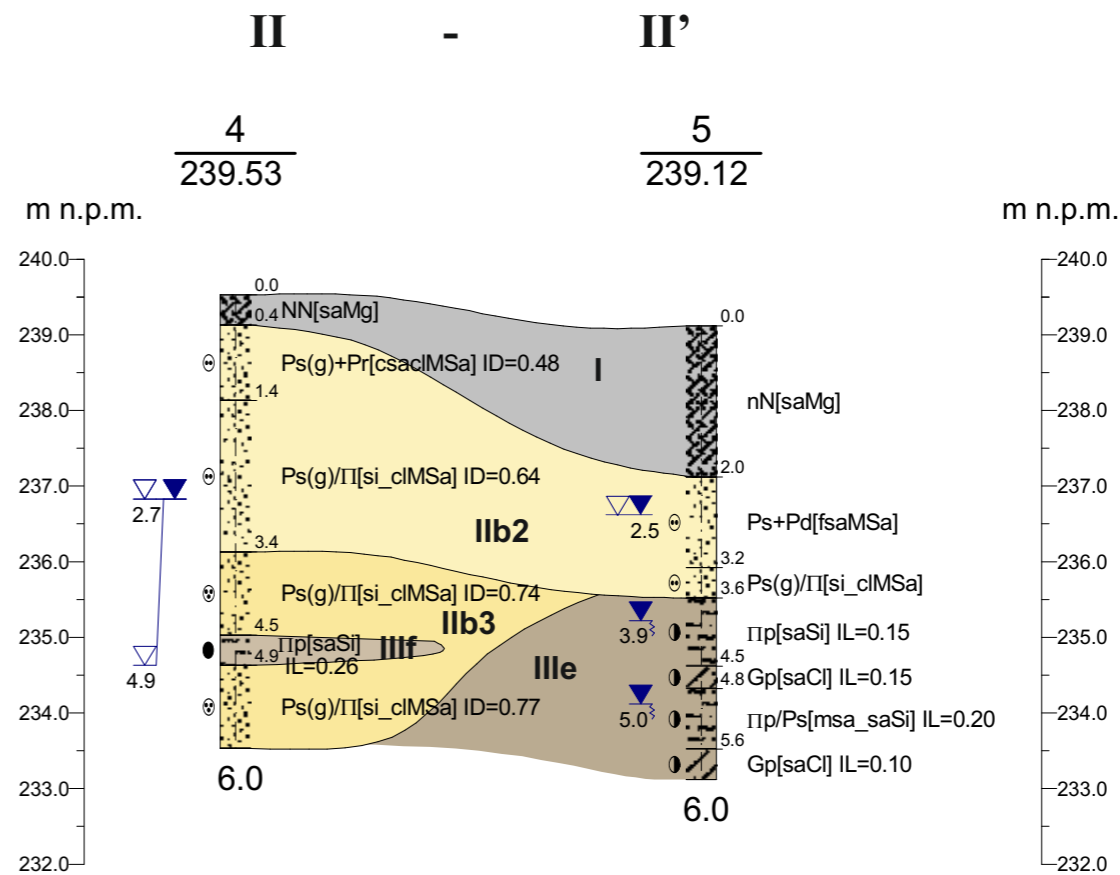 II - II’
4 5
239.53 239.12
m n.p.m. m n.p.m.
240.0 240.0
0.0
NN[saMg]
0.4
0.0
239.0 239.0
Ps(g)+Pr[csaclMSa] ID=0.48
I
1.4
nN[saMg]
238.0 238.0
2.0
Ps(g)/Π[si_clMSa] ID=0.64
237.0 237.0
2.7
2.5
Ps+Pd[fsaMSa]
IIb2
3.4
236.0 236.0
3.2
Ps(g)/Π[si_clMSa]
3.6
Ps(g)/Π[si_clMSa] ID=0.74
IIb3
3.9
Πp[saSi] IL=0.15
4.5
235.0 235.0
Πp[saSi] IIIf
IL=0.26
4.9
4.9
IIIe
4.5
Gp[saCl] IL=0.15
4.8
Ps(g)/Π[si_clMSa] ID=0.77
234.0 234.0
5.0
Πp/Ps[msa_saSi] IL=0.20
5.6
Gp[saCl] IL=0.10
6.0
233.0 233.0
6.0
232.0 232.0